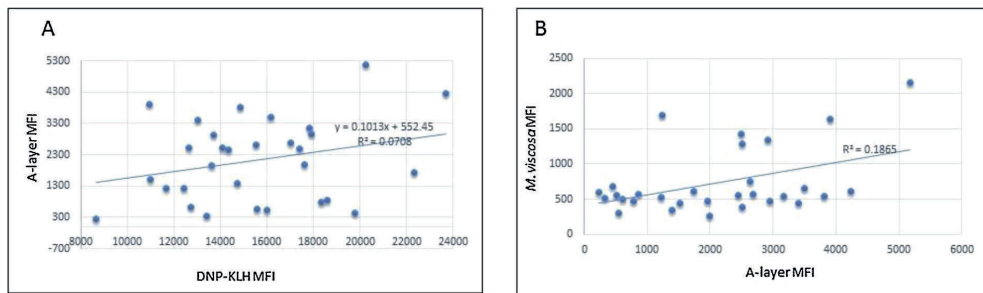 A
5300
4300
3300
2300
1300
300
-700
8000 10000 12000 14000 16000 18000 20000 22000 24000
A-layer MFI
DNP-KLH MFI
y = 0.1013x + 552.45
R² = 0.0708
B
2500
2000
1500
1000
500
0
0 1000 2000 3000 4000 5000 6000
M. viscosa MFI
A-layer MFI
R² = 0.1865